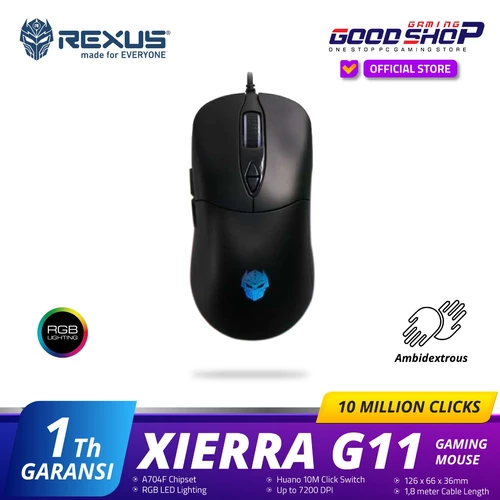 REXUS®
made for EVERYONE
GAMING
GOODSHOP
ONE STOP PC GAMING STORE
OFFICIAL STORE
RGB
LIGHTING
Ambidextrous
10 MILLION CLICKS
1Th
GARANSI
XIERRA G11
GAMING
MOUSE
• A704F Chipset
• RGB LED Lighting
• Huano 10M Click Switch
• Up to 7200 DPI
• 126 x 66 x 36mm
• 1,8 meter Cable Length